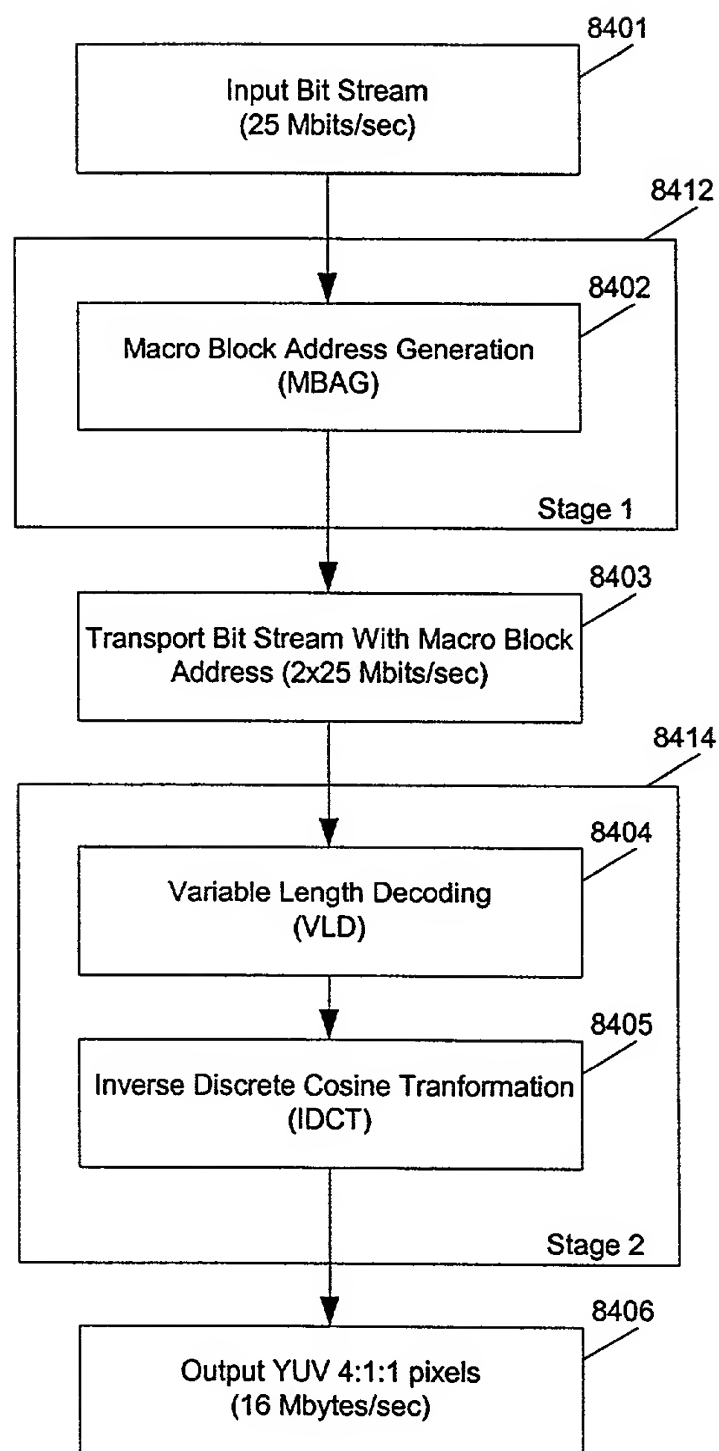 8401
Input Bit Stream
(25 Mbits/sec)
8412
8402
Macro Block Address Generation
(MBAG)
Stage 1
8403
Transport Bit Stream With Macro Block
Address (2x25 Mbits/sec)
8414
8404
Variable Length Decoding
(VLD)
8405
Inverse Discrete Cosine Tranformation
(IDCT)
Stage 2
8406
Output YUV 4:1:1 pixels
(16 Mbytes/sec)